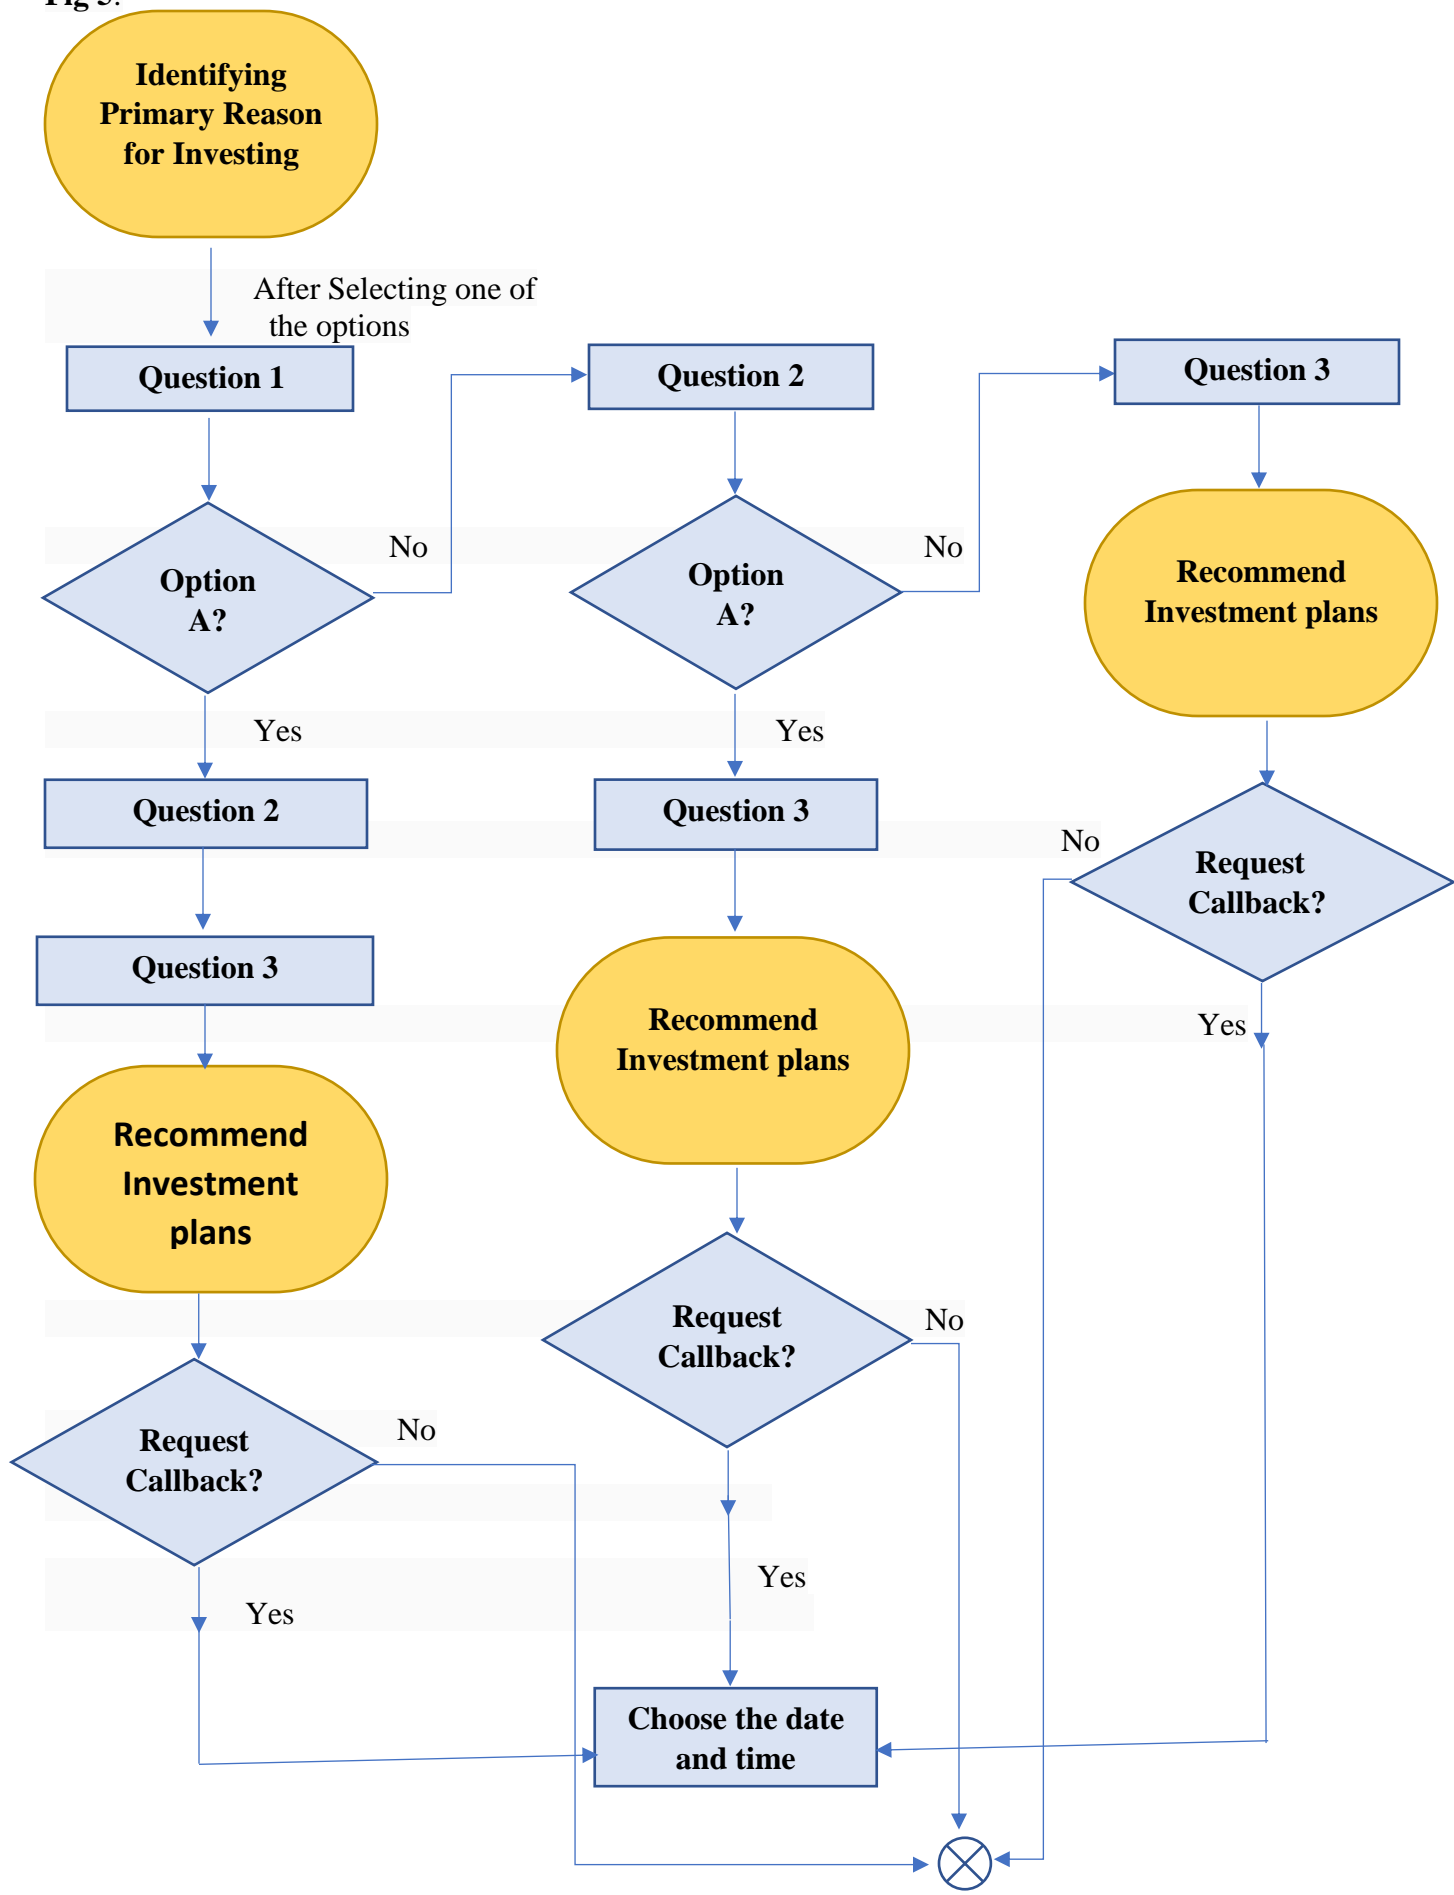 Fig 5.
Identifying
Primary Reason
for Investing
After Selecting one of
the options
Question 1
Question 2
Question 3
Option
A?
No
Option
A?
No
Recommend
Investment plans
Yes
Yes
Question 2
Question 3
No
Request
Callback?
Question 3
Recommend
Investment plans
Yes
Recommend
Investment
plans
Request
Callback?
No
Request
Callback?
No
Yes
Yes
Choose the date
and time